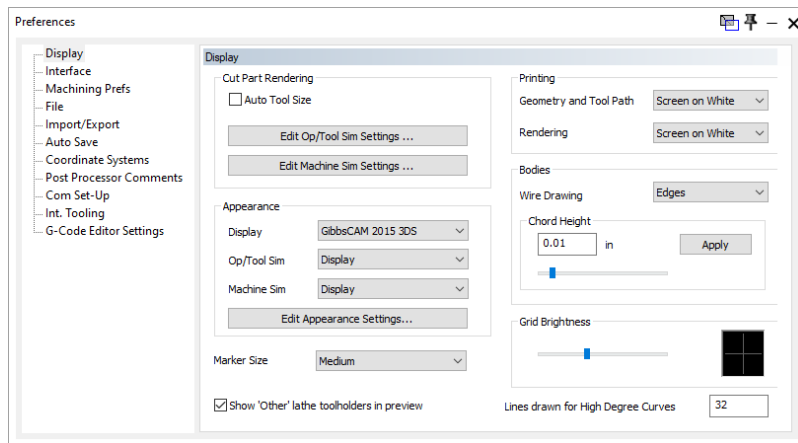 Preferences
Display
Interface
Machining Prefs
File
Import/Export
Auto Save
Coordinate Systems
Post Processor Comments
Com Set-Up
Int. Tooling
G-Code Editor Settings
Display
Cut Part Rendering
Auto Tool Size
Edit Op/Tool Sim Settings ...
Edit Machine Sim Settings ...
Appearance
Display GibbsCAM 2015 3DS
Op/Tool Sim Display
Machine Sim Display
Edit Appearance Settings...
Marker Size Medium
Show 'Other' lathe toolholders in preview
Printing
Geometry and Tool Path Screen on White
Rendering Screen on White
Bodies
Wire Drawing Edges
Chord Height
0.01 in Apply
Grid Brightness
Lines drawn for High Degree Curves 32